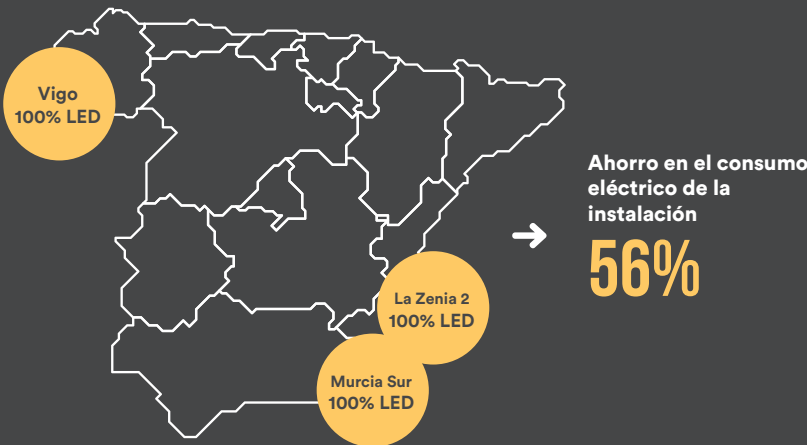 Vigo
100% LED
Ahorro en el consumo
eléctrico de la
instalación
56%
La Zenia 2
100% LED
Murcia Sur
100% LED